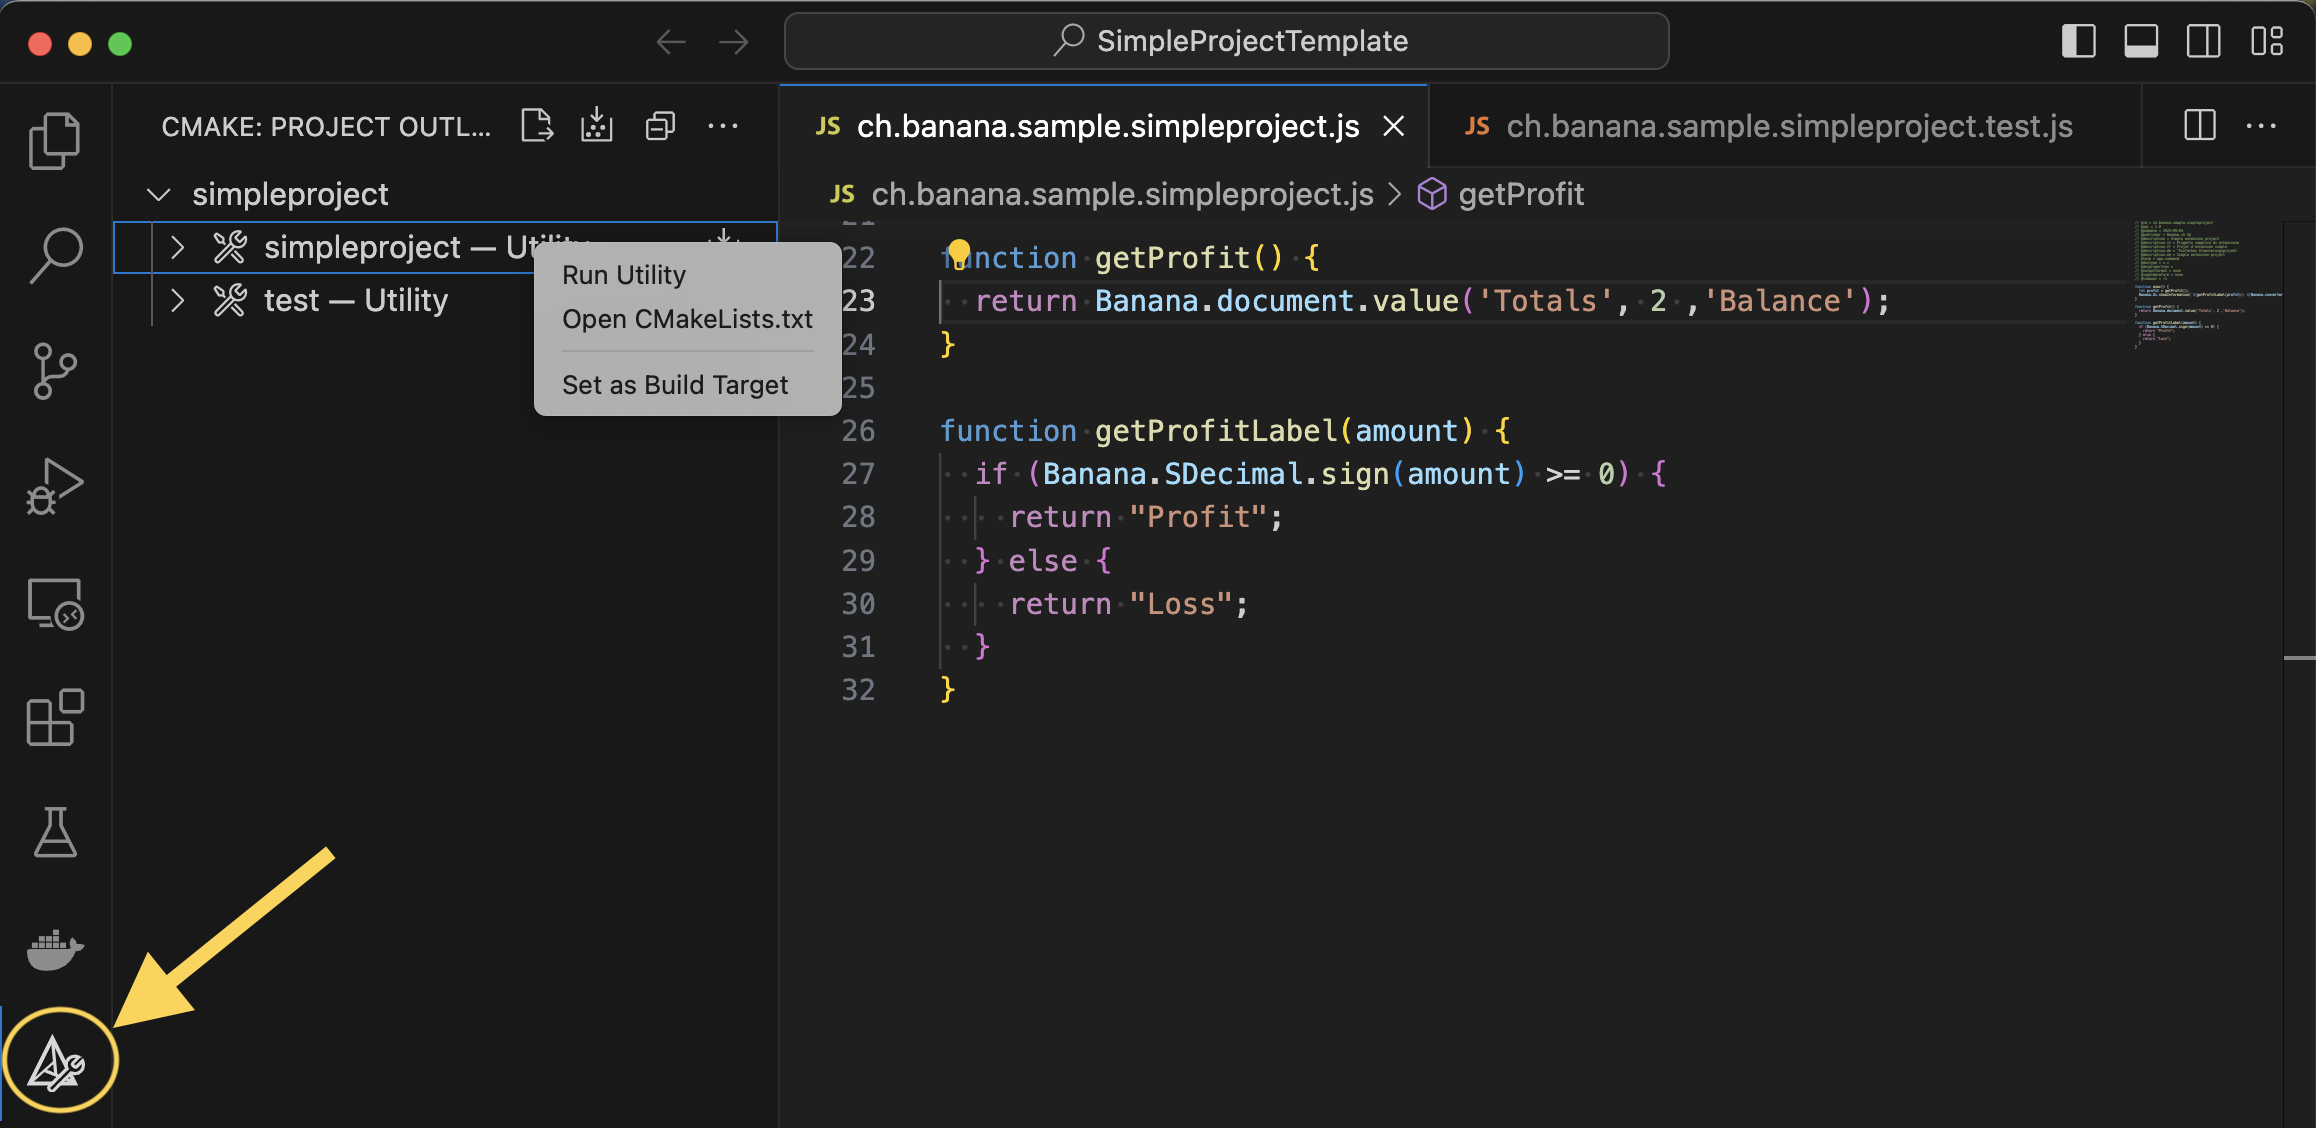 SimpleProjectTemplate
CMAKE: PROJECT OUTL...
simpleproject
simpleproject — Utility
test — Utility
Run Utility
Open CMakeLists.txt
Set as Build Target
JS ch.banana.sample.simpleproject.js
JS ch.banana.sample.simpleproject.test.js
JS ch.banana.sample.simpleproject.js > getProfit
22 function getProfit() {
23 return Banana.document.value('Totals', 2 ,'Balance');
24 }
25
26 function getProfitLabel(amount) {
27 if (Banana.SDecimal.sign(amount) >= 0) {
28 return "Profit";
29 } else {
30 return "Loss";
31 }
32 }